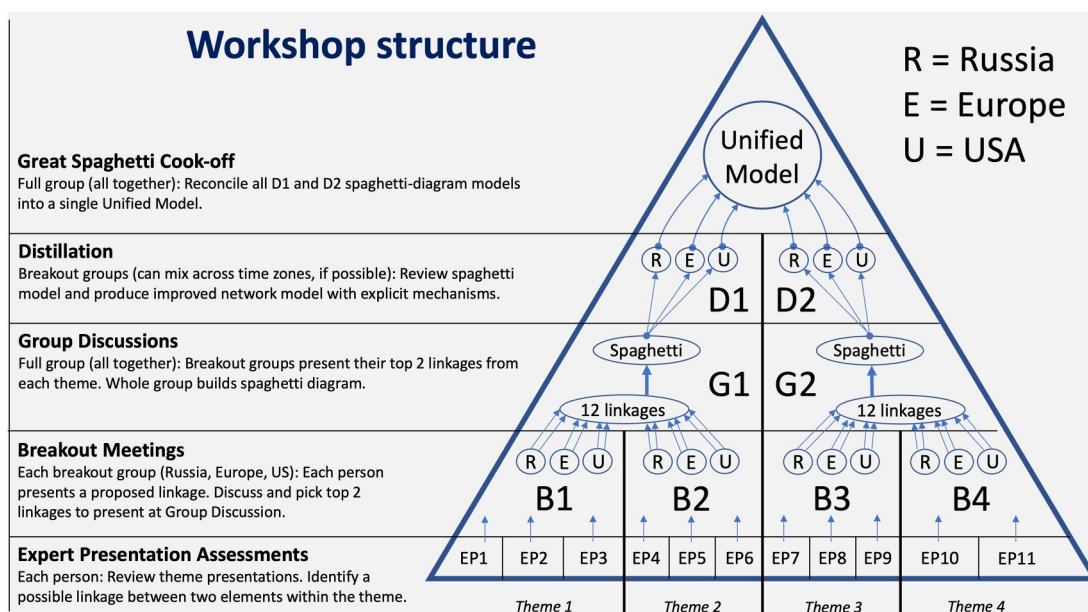 Workshop structure
R = Russia
E = Europe
U = USA
Unified
Model
Great Spaghetti Cook-off
Full group (all together): Reconcile all D1 and D2 spaghetti-diagram models
into a single Unified Model.
Distillation
Breakout groups (can mix across time zones, if possible): Review spaghetti
model and produce improved network model with explicit mechanisms.
R E U R E U
D1 D2
Group Discussions
Full group (all together): Breakout groups present their top 2 linkages from
each theme. Whole group builds spaghetti diagram.
Spaghetti Spaghetti
G1 G2
12 linkages 12 linkages
Breakout Meetings
Each breakout group (Russia, Europe, US): Each person
presents a proposed linkage. Discuss and pick top 2
linkages to present at Group Discussion.
R E U R E U R E U R E U
B1 B2 B3 B4
Expert Presentation Assessments
Each person: Review theme presentations. Identify a
possible linkage between two elements within the theme.
EP1 EP2 EP3 EP4 EP5 EP6 EP7 EP8 EP9 EP10 EP11
Theme 1 Theme 2 Theme 3 Theme 4